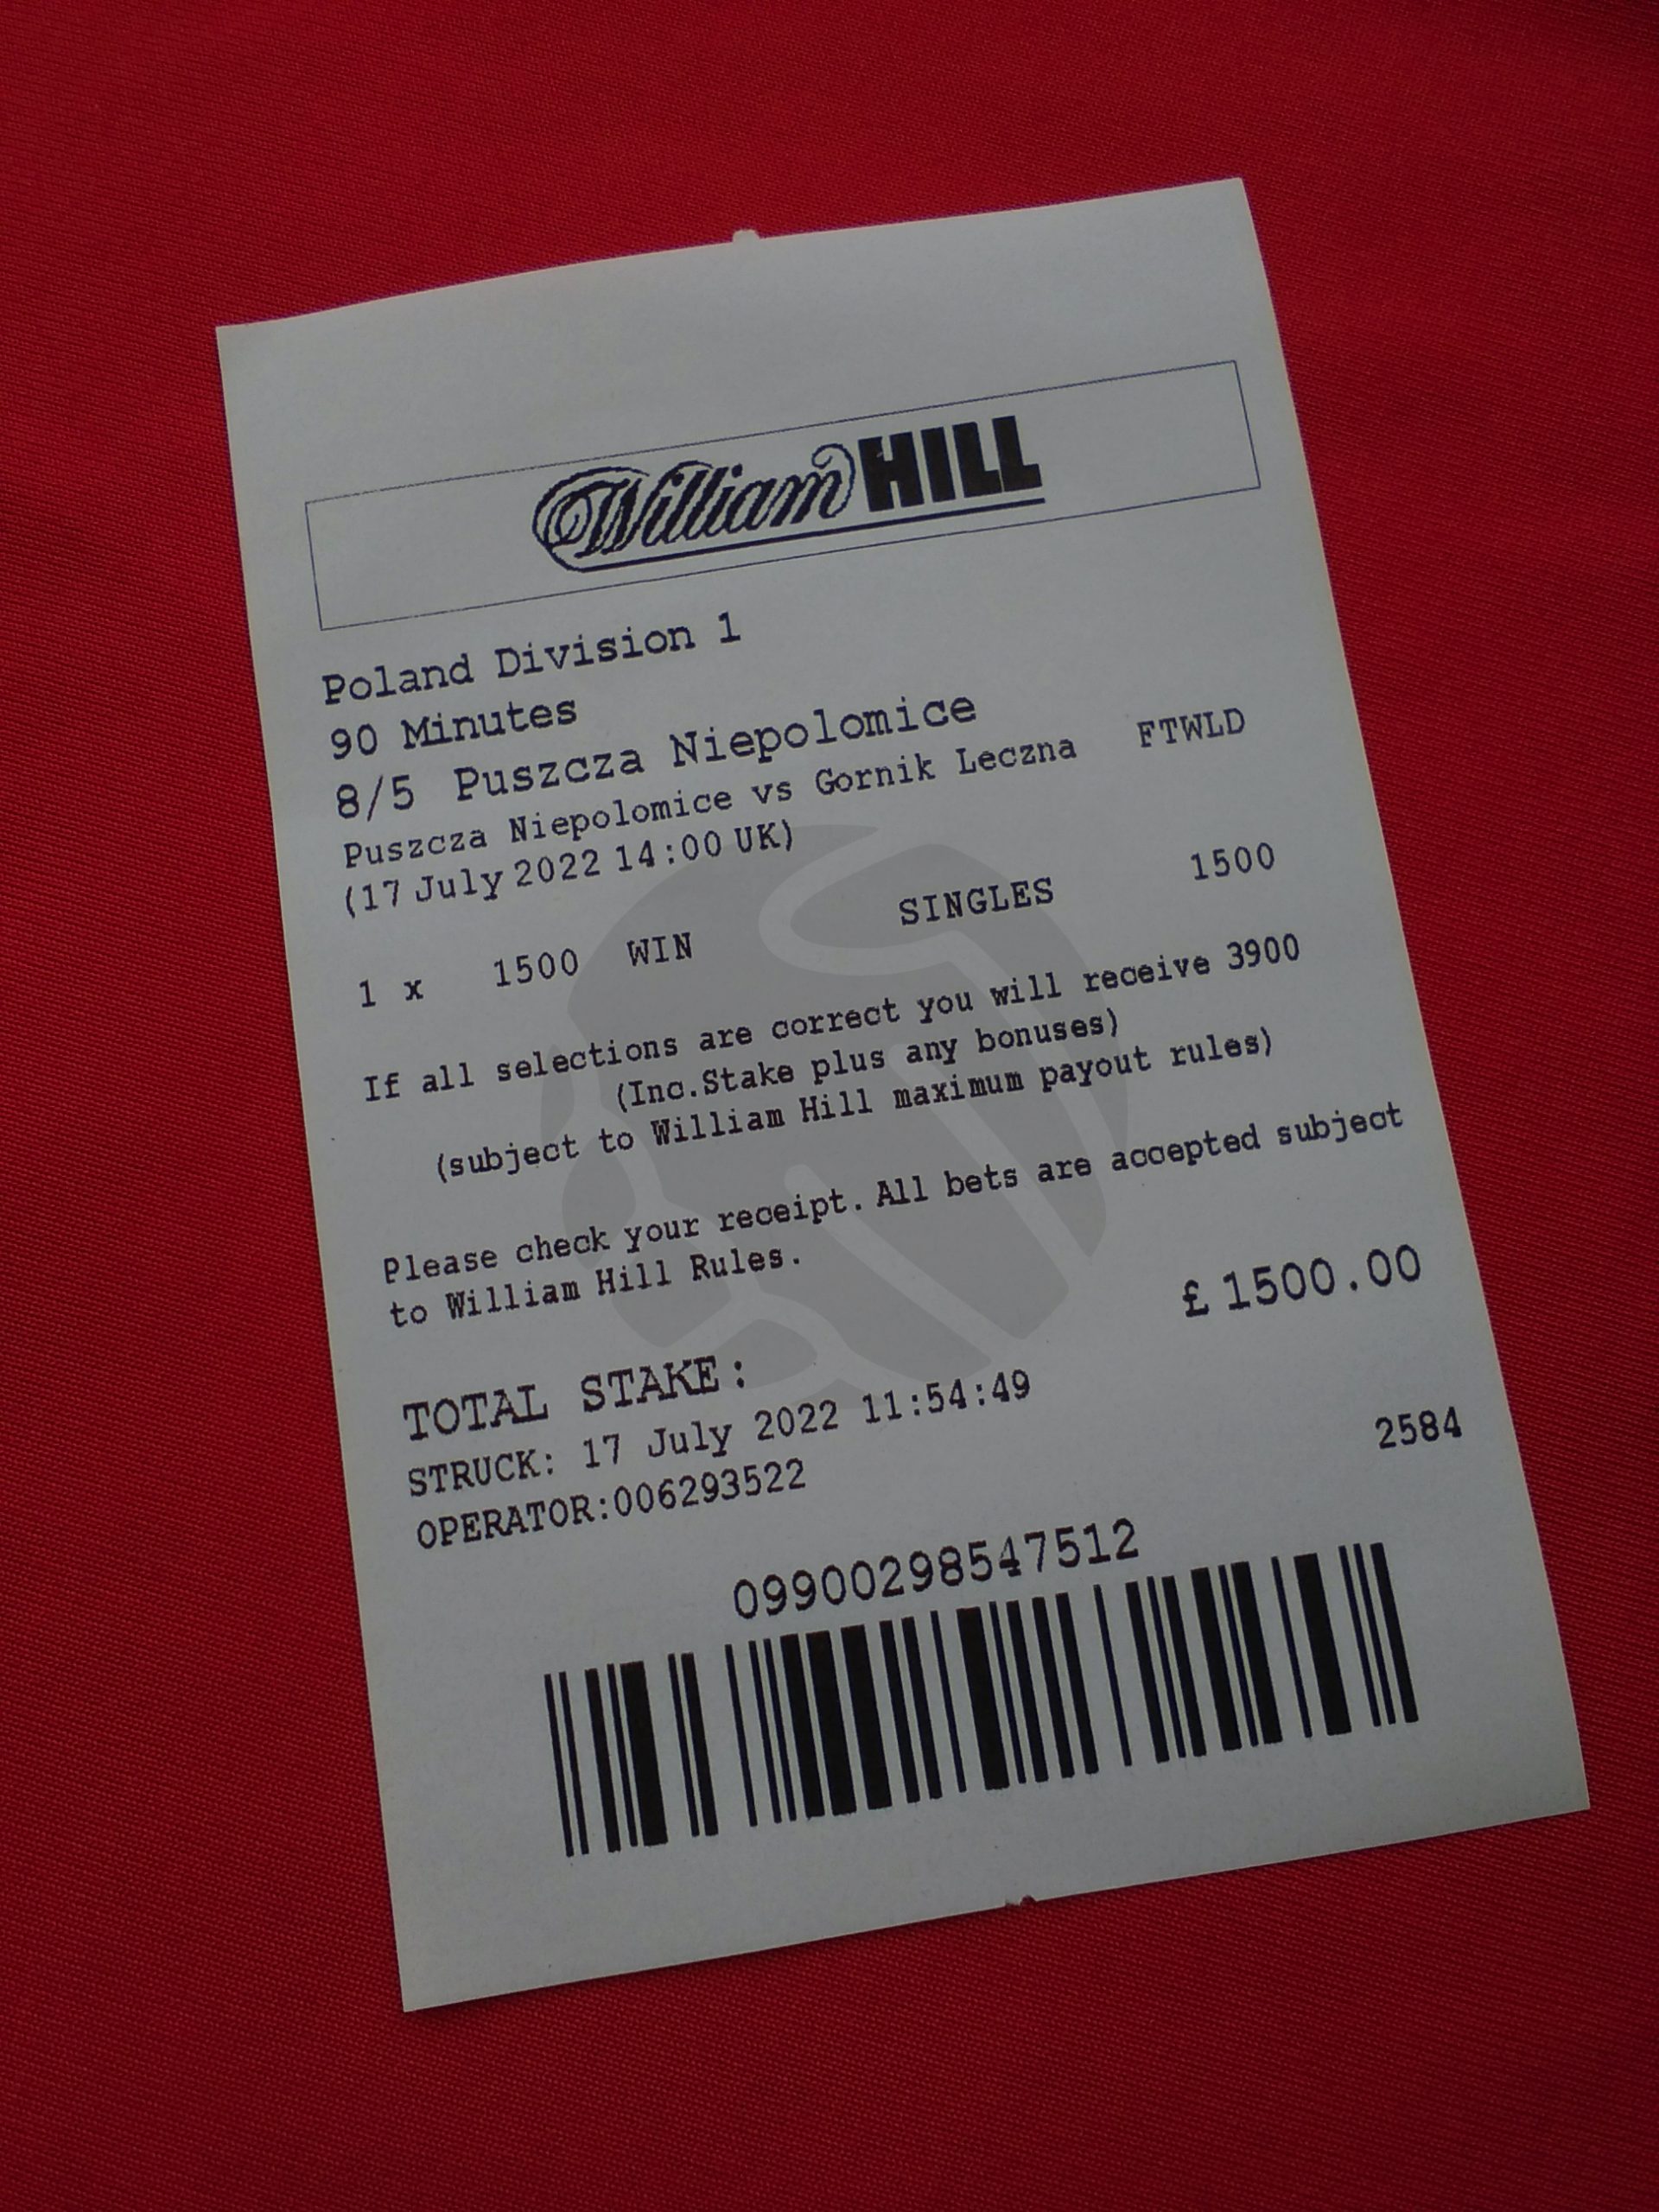 William HILL
Poland Division 1
90 Minutes
8/5 Puszcza Niepolomice
Puszcza Niepolomice vs Gornik Leczna FTWLD
(17 July 2022 14:00 UK)
1 x 1500 WIN SINGLES 1500
If all selections are correct you will receive 3900
(Inc.Stake plus any bonuses)
(subject to William Hill maximum payout rules)
Please check your receipt. All bets are accepted subject
to William Hill Rules.
TOTAL STAKE: £ 1500.00
STRUCK: 17 July 2022 11:54:49
OPERATOR:006293522 2584
09900298547512